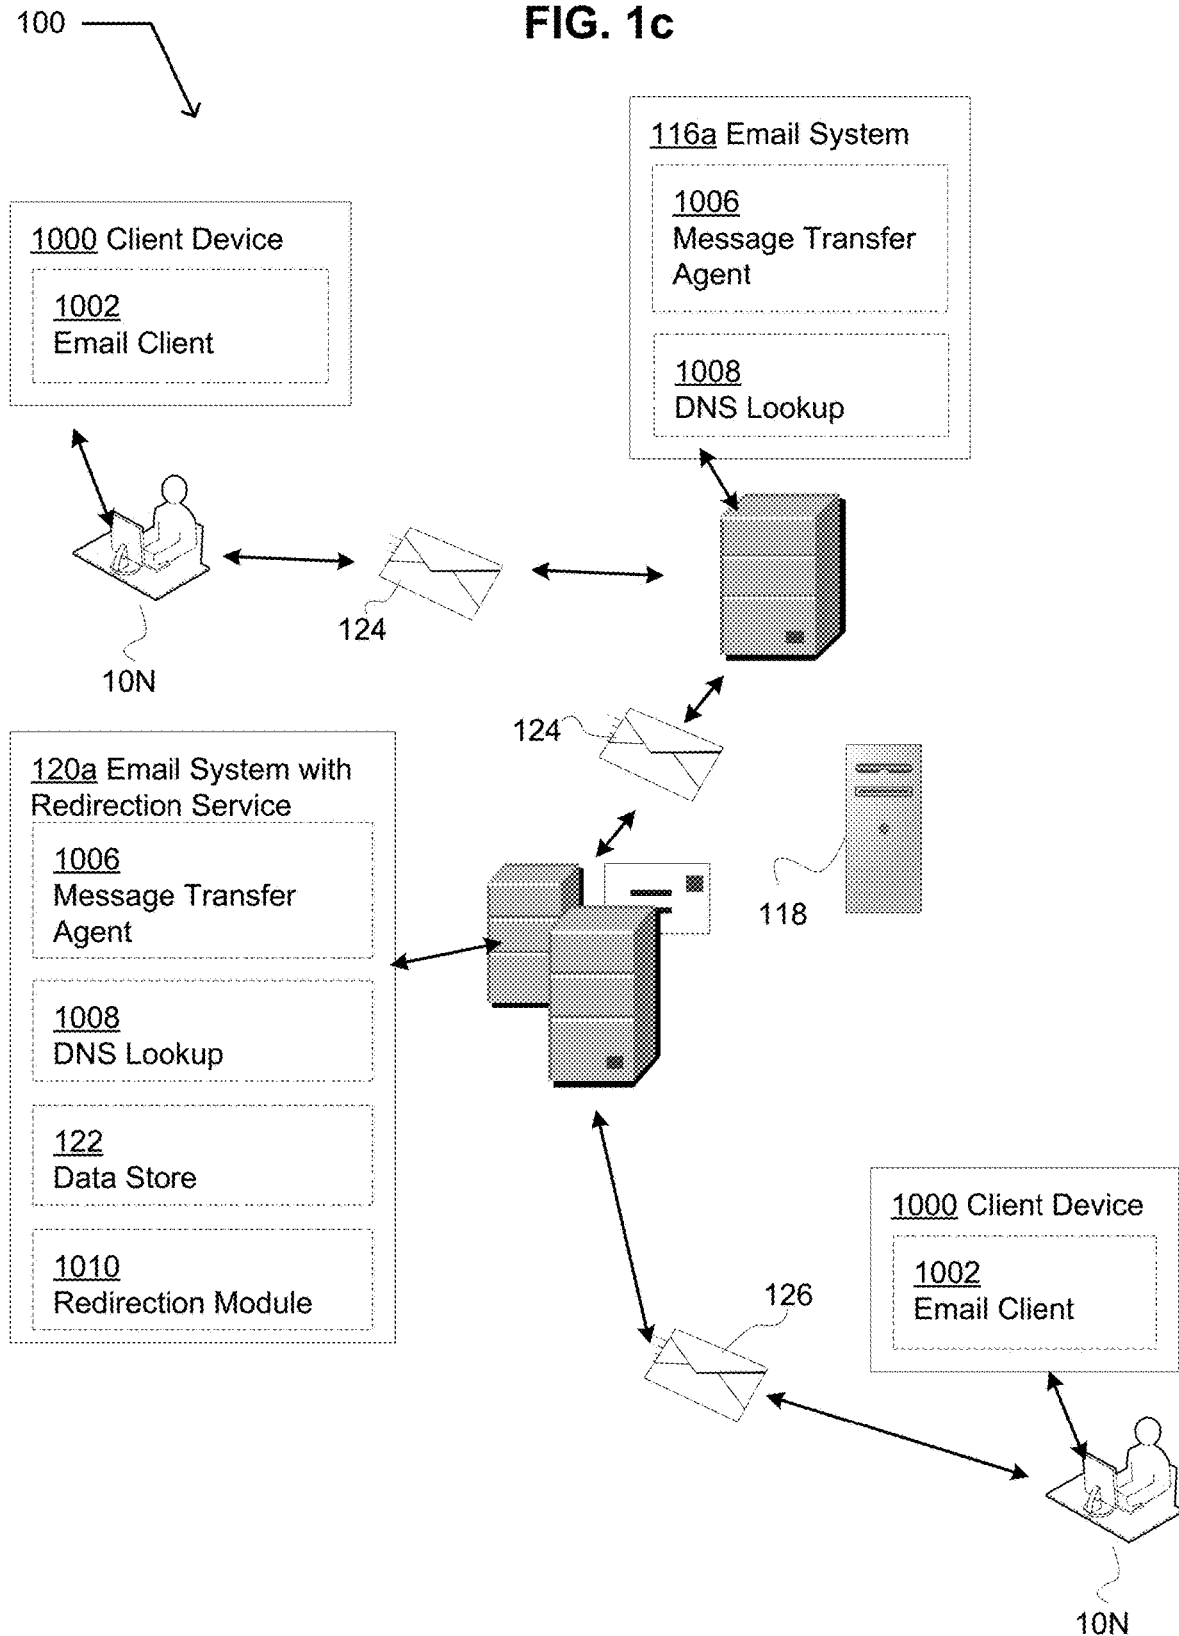 FIG. 1c
100
116a Email System
1006
Message Transfer
Agent
1008
DNS Lookup
1000 Client Device
1002
Email Client
124
10N
124
120a Email System with
Redirection Service
1006
Message Transfer
Agent
1008
DNS Lookup
122
Data Store
1010
Redirection Module
118
1000 Client Device
1002
Email Client
126
10N